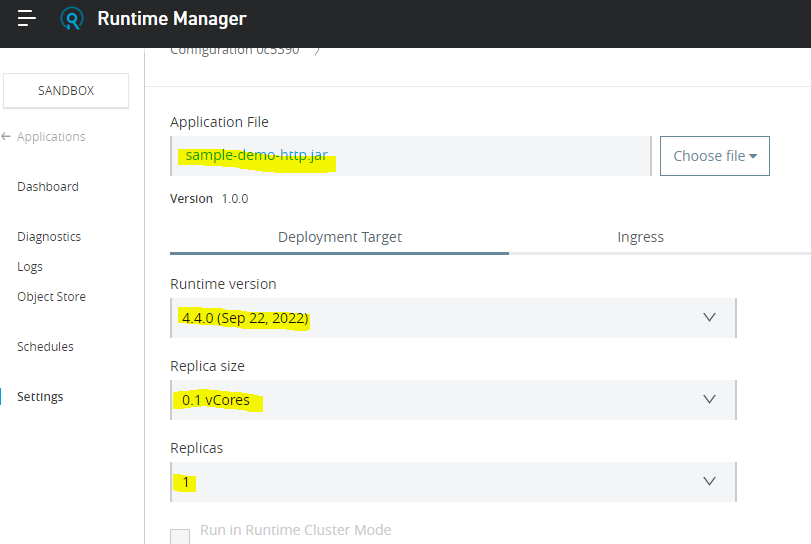 Runtime Manager
Configuration 0c5390
SANDBOX
Applications
Dashboard
Diagnostics
Logs
Object Store
Schedules
Settings
Application File
sample-demo-http.jar
Choose file
Version 1.0.0
Deployment Target Ingress
Runtime version
4.4.0 (Sep 22, 2022)
Replica size
0.1 vCores
Replicas
1
Run in Runtime Cluster Mode